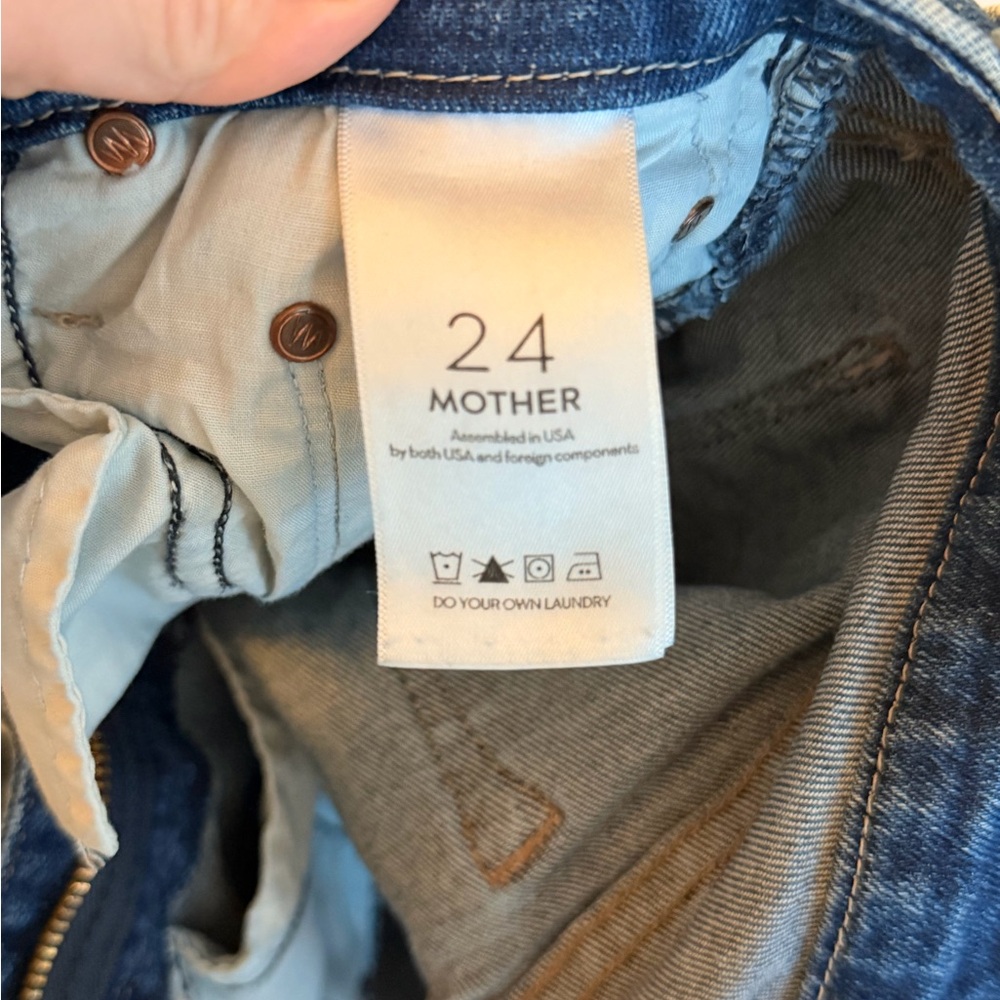 24
MOTHER
Assembled in USA
by both USA and foreign components
DO YOUR OWN LAUNDRY